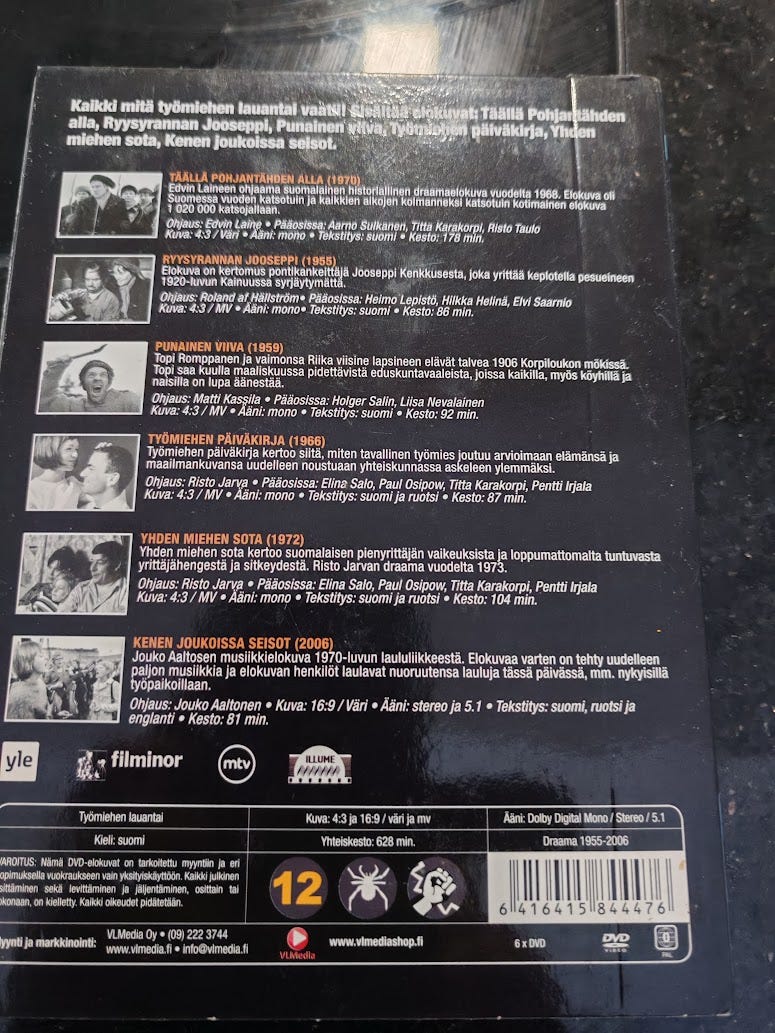 Kaikki mitä työmiehen lauantai vaatii! Sisältää elokuvat: Täällä Pohjantähden
alla, Ryysyrannan Jooseppi, Punainen viiva, Työmiehen päiväkirja, Yhden
miehen sota, Kenen joukoissa seisot.
TÄÄLLÄ POHJANTÄHDEN ALLA (1970)
Edvin Laineen ohjaama suomalainen historiallinen draamaelokuva vuodelta 1968. Elokuva oli
Suomessa vuoden katsotuin ja kaikkien aikojen kolmanneksi katsotuin kotimainen elokuva
1 020 000 katsojallaan.
Ohjaus: Edvin Laine • Pääosissa: Aarno Sulkanen, Titta Karakorpi, Risto Taulo
Kuva: 4:3 / Väri • Ääni: mono • Tekstitys: suomi • Kesto: 178 min.
RYYSYRANNAN JOOSEPPI (1955)
Elokuva on kertomus pontikankeittäjä Jooseppi Kenkkusesta, joka yrittää keplotella pesueineen
1920-luvun Kainuussa syrjäytymättä.
Ohjaus: Roland af Hällström• Pääosissa: Heimo Lepistö, Hilkka Helinä, Elvi Saarnio
Kuva: 4:3 / MV • Ääni: mono• Tekstitys: suomi • Kesto: 86 min.
PUNAINEN VIIVA (1959)
Topi Romppanen ja vaimonsa Riika viisine lapsineen elävät talvea 1906 Korpiloukon mökissä.
Topi saa kuulla maaliskuussa pidettävistä eduskuntavaaleista, joissa kaikilla, myös köyhillä ja
naisilla on lupa äänestää.
Ohjaus: Matti Kassila • Pääosissa: Holger Salin, Liisa Nevalainen
Kuva: 4:3 / MV • Ääni: mono • Tekstitys: suomi • Kesto: 92 min.
TYÖMIEHEN PÄIVÄKIRJA (1966)
Työmiehen päiväkirja kertoo siitä, miten tavallinen työmies joutuu arvioimaan elämänsä ja
maailmankuvansa uudelleen noustuaan yhteiskunnassa askeleen ylemmäksi.
Ohjaus: Risto Jarva • Pääosissa: Elina Salo, Paul Osipow, Titta Karakorpi, Pentti Irjala
Kuva: 4:3 / MV • Ääni: mono • Tekstitys: suomi ja ruotsi • Kesto: 87 min.
YHDEN MIEHEN SOTA (1972)
Yhden miehen sota kertoo suomalaisen pienyrittäjän vaikeuksista ja loppumattomalta tuntuvasta
yrittäjähengestä ja sitkeydestä. Risto Jarvan draama vuodelta 1973.
Ohjaus: Risto Jarva • Pääosissa: Elina Salo, Paul Osipow, Titta Karakorpi, Pentti Irjala
Kuva: 4:3 / MV • Ääni: mono • Tekstitys: suomi ja ruotsi • Kesto: 104 min.
KENEN JOUKOISSA SEISOT (2006)
Jouko Aaltosen musiikkielokuva 1970-luvun laululiikkeestä. Elokuvaa varten on tehty uudelleen
paljon musiikkia ja elokuvan henkilöt laulavat nuoruutensa lauluja tässä päivässä, mm. nykyisillä
työpaikoillaan.
Ohjaus: Jouko Aaltonen • Kuva: 16:9 / Väri • Ääni: stereo ja 5.1 • Tekstitys: suomi, ruotsi ja
englanti • Kesto: 81 min.
yle filminor mtv ILLUME
Työmiehen lauantai Kuva: 4:3 ja 16:9 / väri ja mv Ääni: Dolby Digital Mono / Stereo / 5.1
Kieli: suomi Yhteiskesto: 628 min. Draama 1955-2006
VAROITUS: Nämä DVD-elokuvat on tarkoitettu myyntiin ja eri
sopimuksella vuokraukseen vain yksityiskäyttöön. Kaikki julkinen
esittäminen sekä levittäminen ja jäljentäminen, osittain tai
kokonaan, on kielletty. Kaikki oikeudet pidätetään.
12
6 416415 844476
Myynti ja markkinointi: VLMedia Oy • (09) 222 3744
www.vlmedia.fi • info@vlmedia.fi
VLMedia
www.vlmediashop.fi
6 x DVD
DVD VIDEO
0
PAL